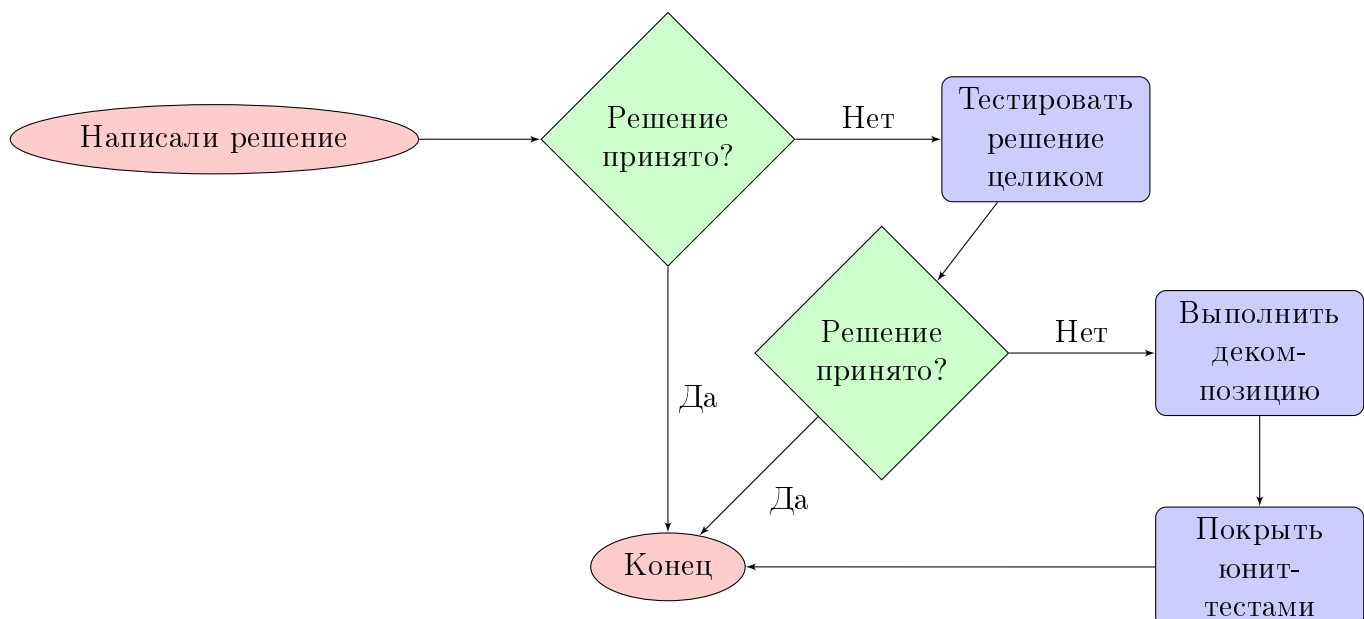 Написали решение
Решение
принято?
Нет
Тестировать
решение
целиком
Решение
принято?
Нет
Выполнить
деком-
позицию
Да
Да
Конец
Покрыть
юнит-
тестами